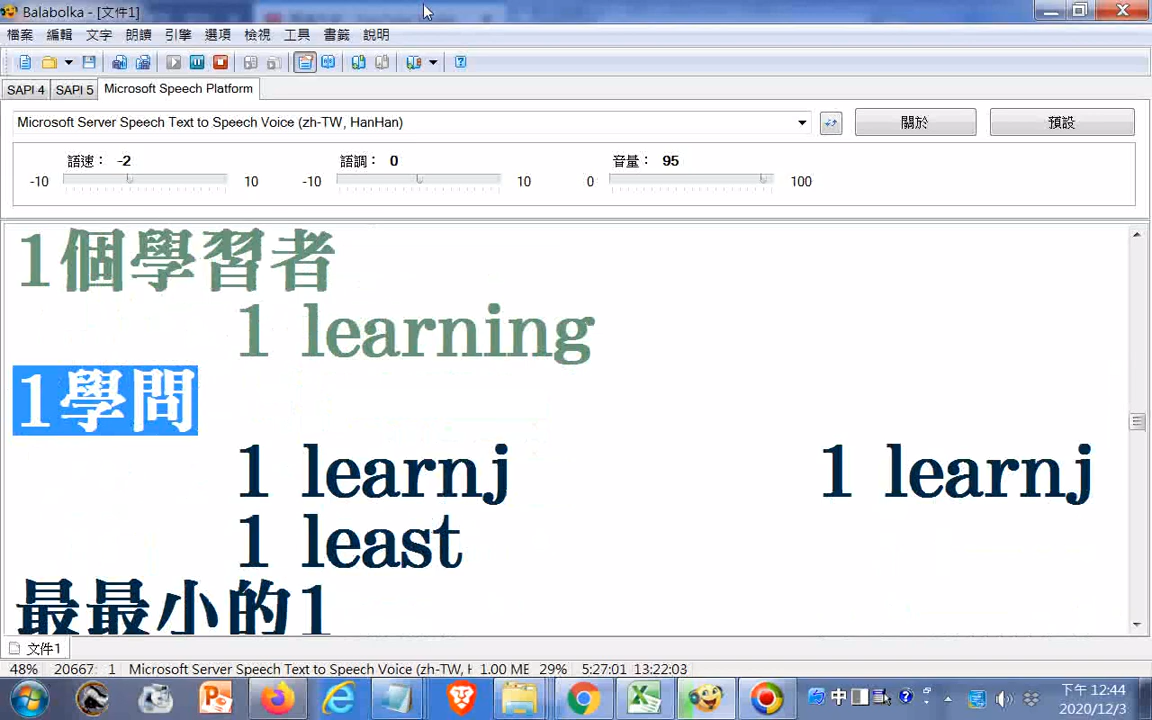 Balabolka - [文件1]
檔案 編輯 文字 朗讀 引擎 選項 檢視 工具 書籤 說明
SAPI 4 SAPI 5 Microsoft Speech Platform
Microsoft Server Speech Text to Speech Voice (zh-TW, HanHan) 關於 預設
語速： -2 語調： 0 音量： 95
-10 10 -10 10 0 100
1個學習者
1 learning
1學問
1 learnj 1 learnj
1 least
最最小的1
文件1
48% 20667 1 Microsoft Server Speech Text to Speech Voice (zh-TW, H 1.00 ME 29% 5:27:01 13:22:03
中 下午 12:44
2020/12/3